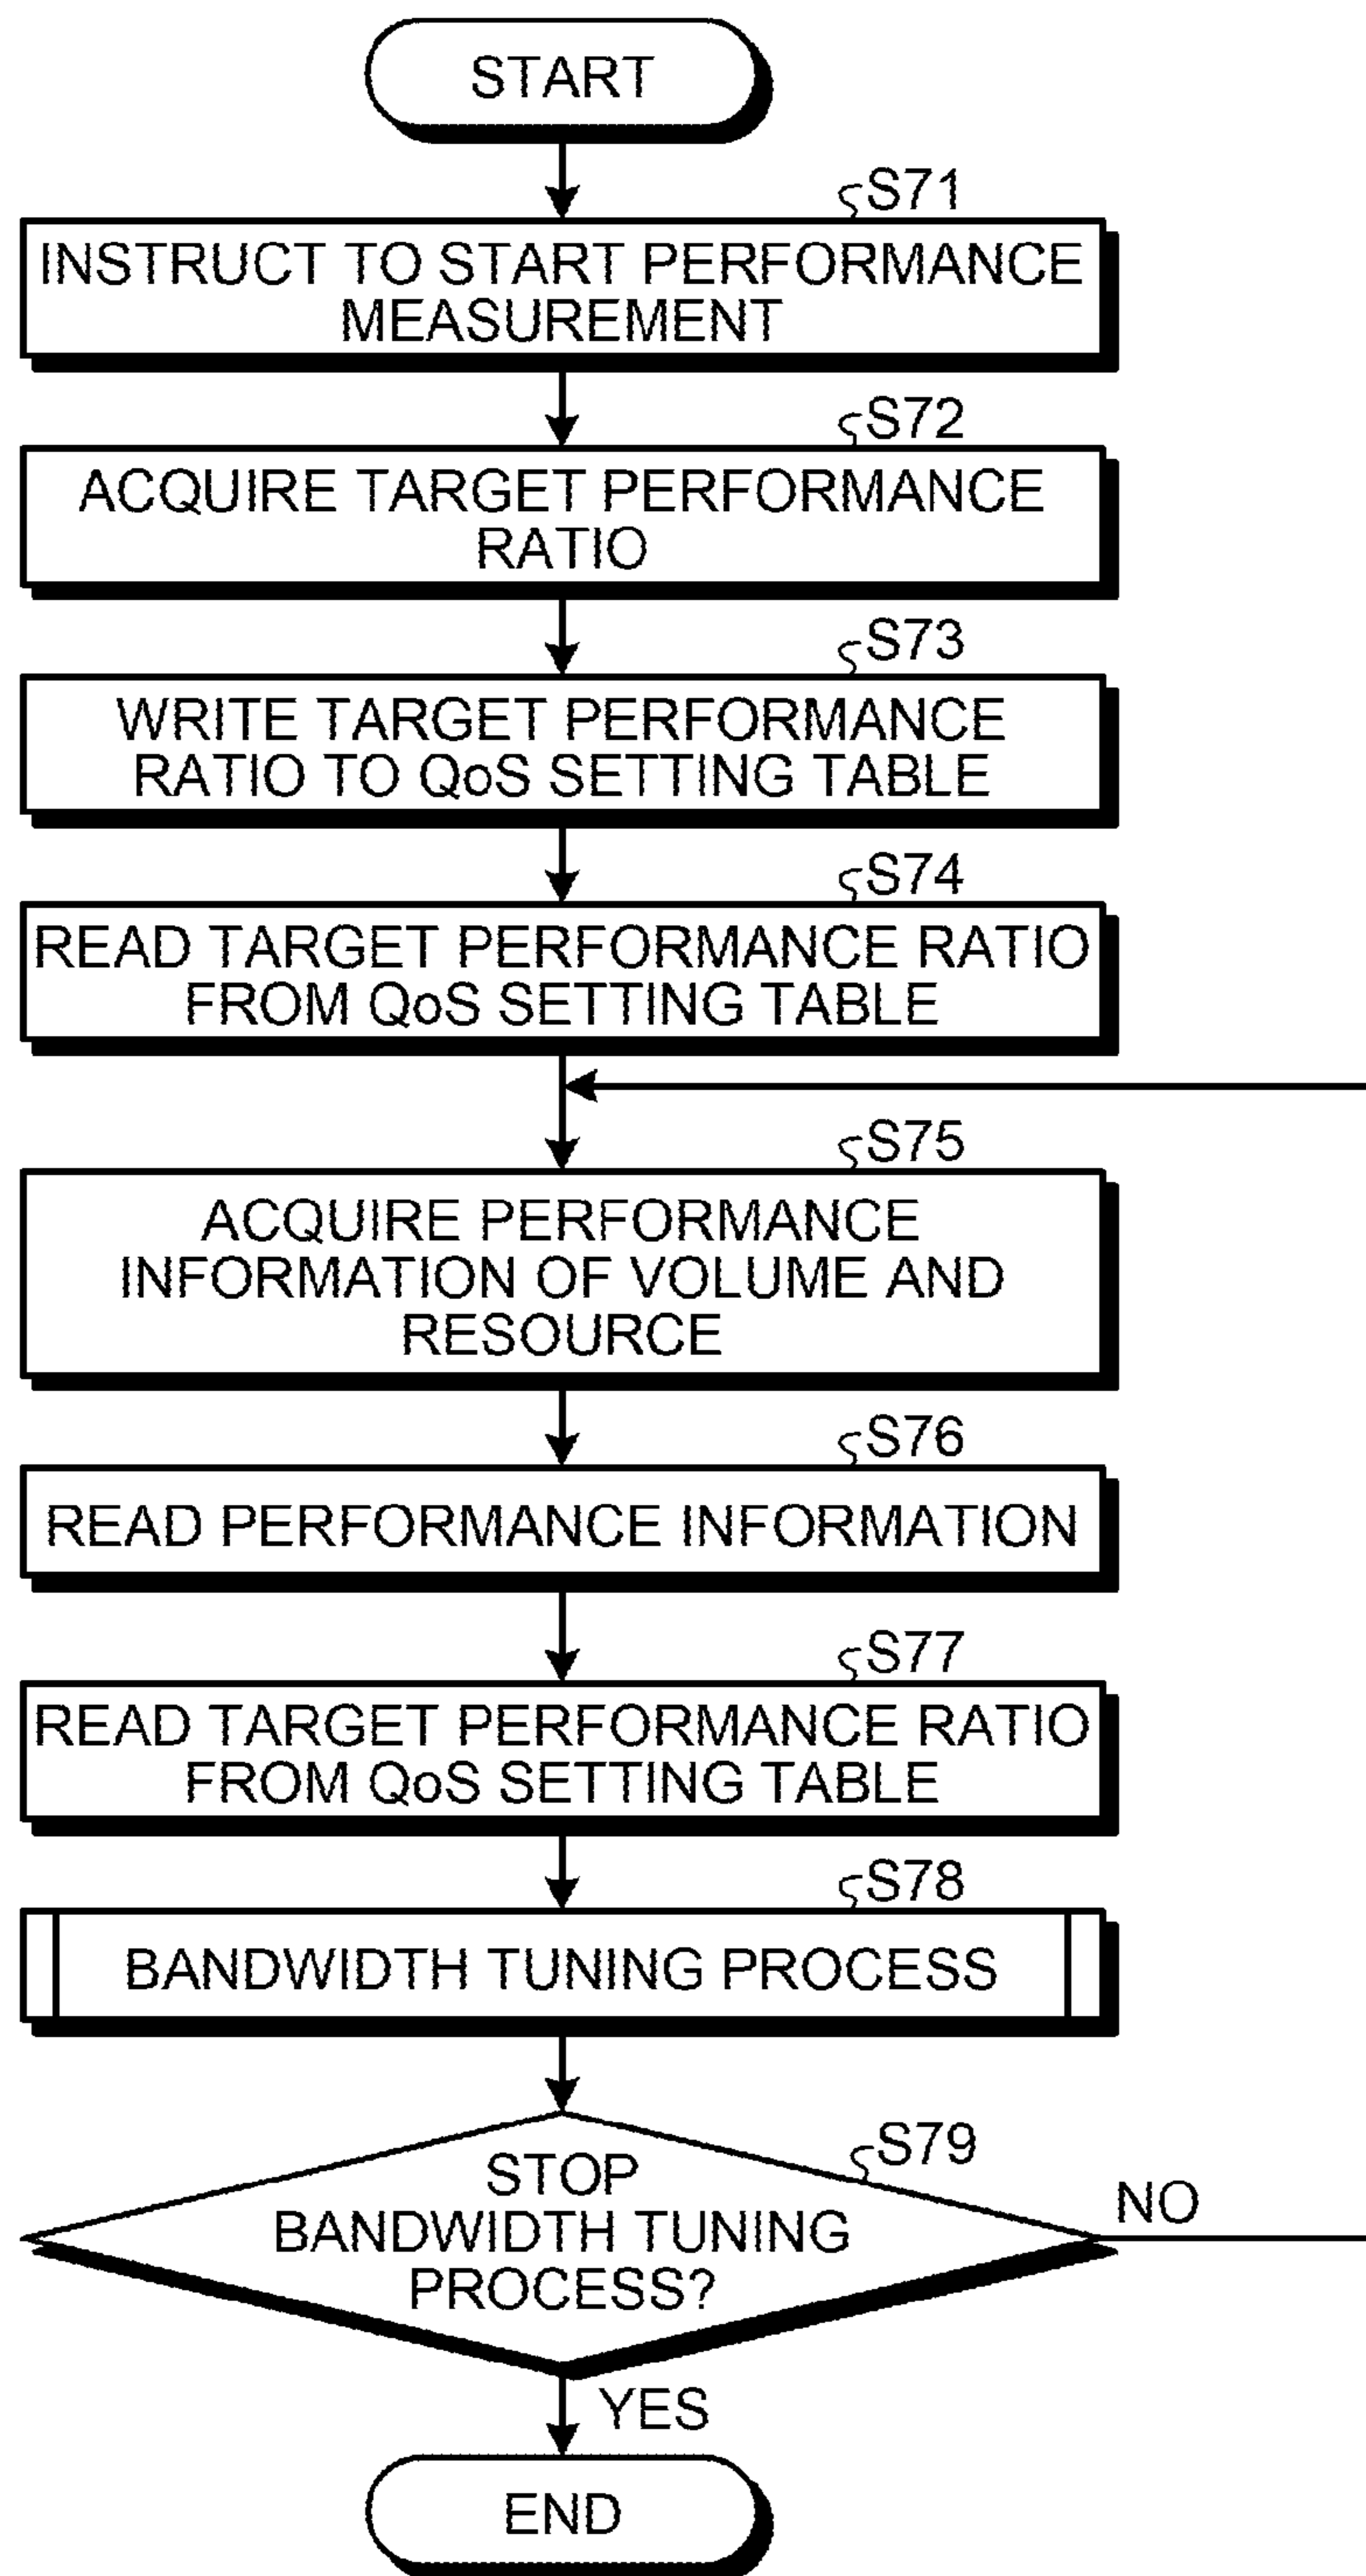 START
S71
INSTRUCT TO START PERFORMANCE
MEASUREMENT
S72
ACQUIRE TARGET PERFORMANCE
RATIO
S73
WRITE TARGET PERFORMANCE
RATIO TO QoS SETTING TABLE
S74
READ TARGET PERFORMANCE RATIO
FROM QoS SETTING TABLE
S75
ACQUIRE PERFORMANCE
INFORMATION OF VOLUME AND
RESOURCE
S76
READ PERFORMANCE INFORMATION
S77
READ TARGET PERFORMANCE RATIO
FROM QoS SETTING TABLE
S78
BANDWIDTH TUNING PROCESS
S79
STOP
BANDWIDTH TUNING
PROCESS?
NO
YES
END